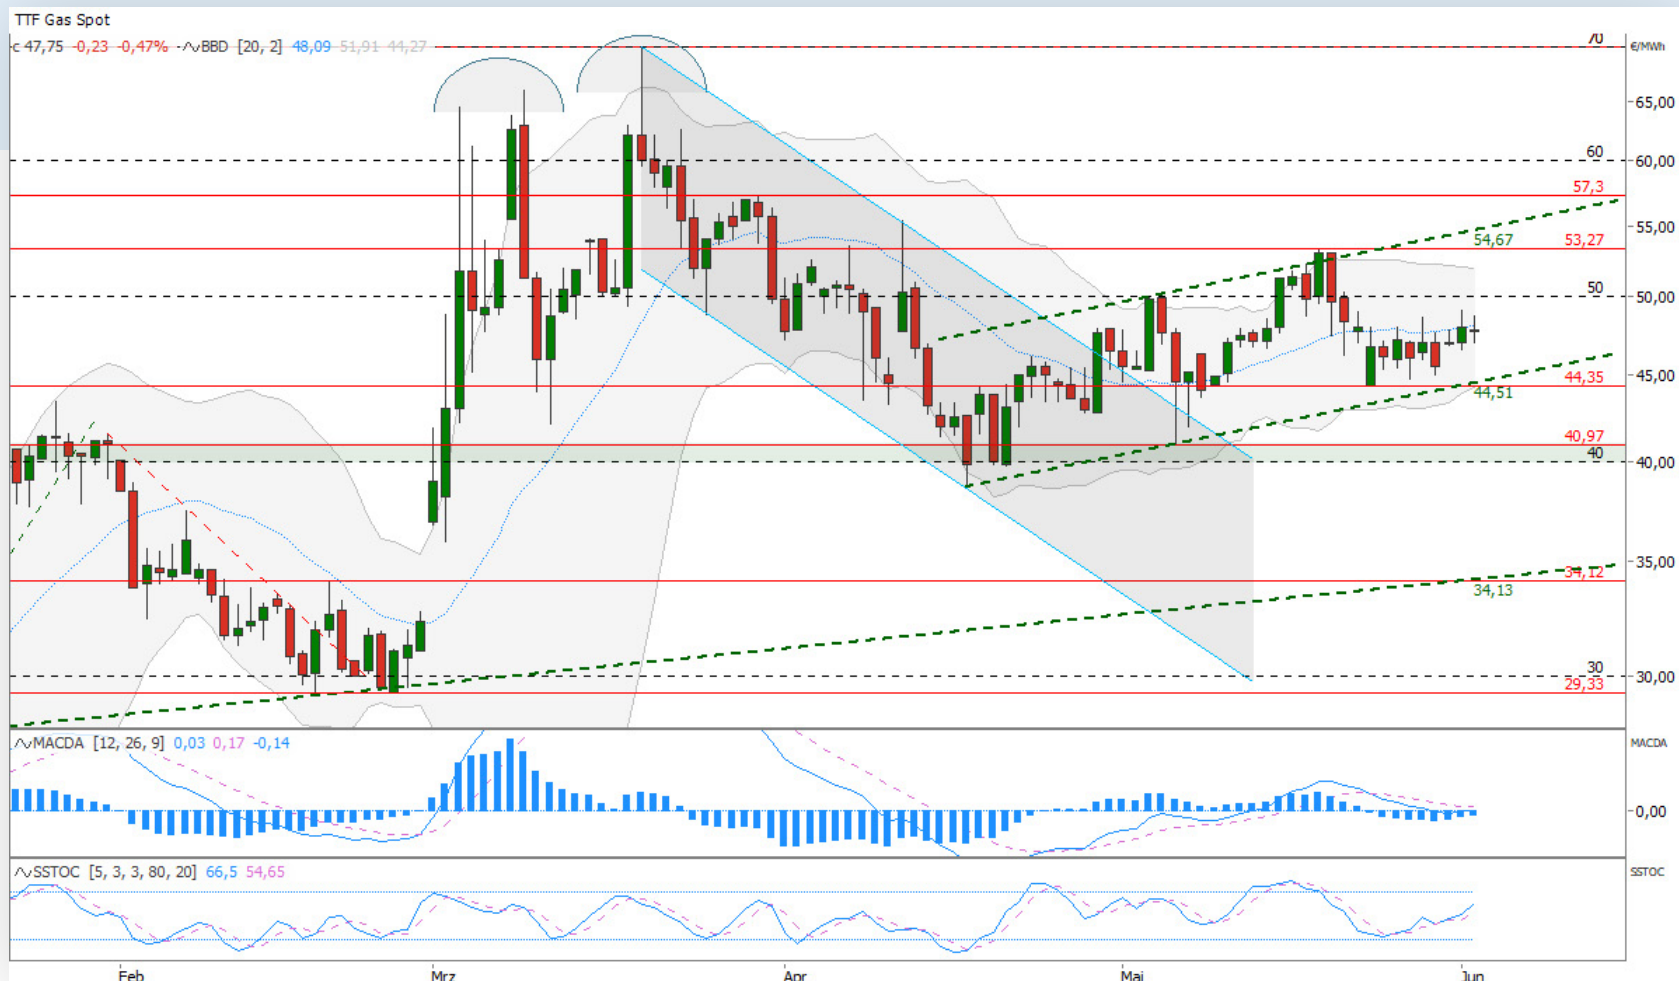 TTF Gas Spot
c 47,75 -0,23 -0,47% BBD [20, 2] 48,09 51,91 44,27
70
€/MWh
65,00
60
60,00
57,3
55,00
53,27
54,67
50
50,00
45,00
44,35
44,51
40,97
40
40,00
35,00
34,12
34,13
30
30,00
29,33
MACDA [12, 26, 9] 0,03 0,17 -0,14
MACDA
0,00
SSTOC [5, 3, 3, 80, 20] 66,5 54,65
SSTOC
Feb Mrz Apr Mai Jun